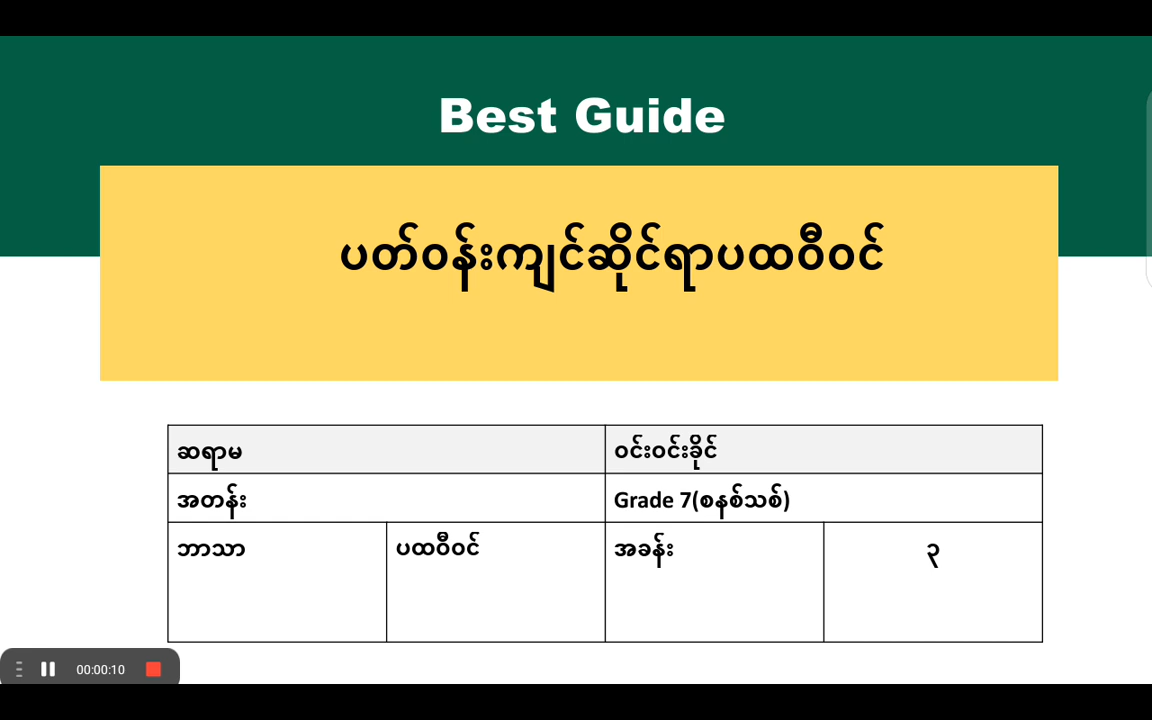 Best Guide
ပတ်ဝန်းကျင်ဆိုင်ရာပထဝီဝင်
ဆရာမ ဝင်းဝင်းခိုင်
အတန်း Grade 7(စနစ်သစ်)
ဘာသာ ပထဝီဝင် အခန်း ၃
00:00:10